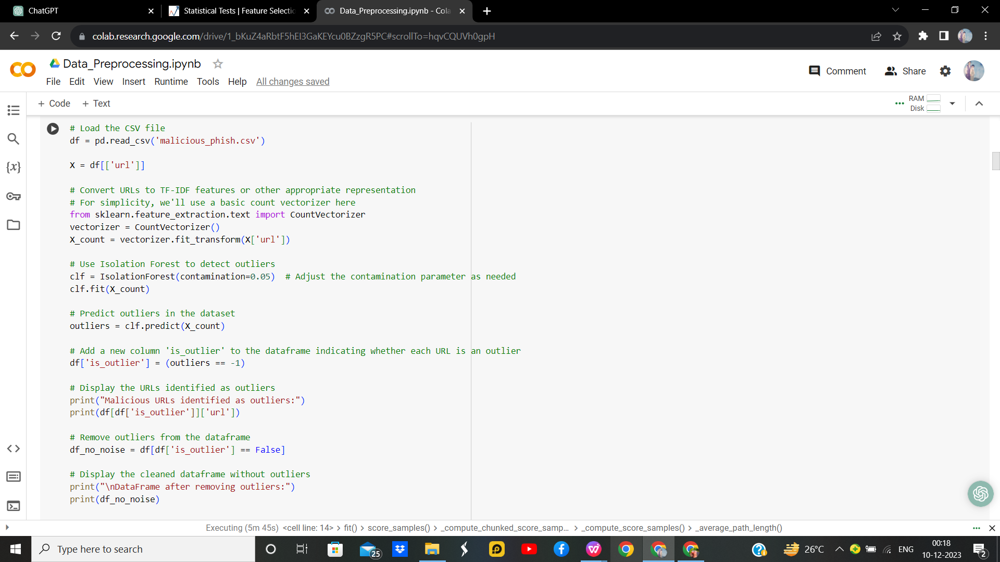 ChatGPT
Statistical Tests | Feature Selectio
Data_Preprocessing.ipynb - Cola
colab.research.google.com/drive/1_bKuZ4aRbtF5hEI3GaKEYcu0BZzgR5PC#scrollTo=hqvCQUVh0gpH
Data_Preprocessing.ipynb
Comment
Share
File Edit View Insert Runtime Tools Help All changes saved
+ Code + Text
RAM
Disk
# Load the CSV file
df = pd.read_csv('malicious_phish.csv')
X = df[['url']]
# Convert URLs to TF-IDF features or other appropriate representation
# For simplicity, we'll use a basic count vectorizer here
from sklearn.feature_extraction.text import CountVectorizer
vectorizer = CountVectorizer()
X_count = vectorizer.fit_transform(X['url'])
# Use Isolation Forest to detect outliers
clf = IsolationForest(contamination=0.05)  # Adjust the contamination parameter as needed
clf.fit(X_count)
# Predict outliers in the dataset
outliers = clf.predict(X_count)
# Add a new column 'is_outlier' to the dataframe indicating whether each URL is an outlier
df['is_outlier'] = (outliers == -1)
# Display the URLs identified as outliers
print("Malicious URLs identified as outliers:")
print(df[df['is_outlier']]['url'])
# Remove outliers from the dataframe
df_no_noise = df[df['is_outlier'] == False]
# Display the cleaned dataframe without outliers
print("\nDataFrame after removing outliers:")
print(df_no_noise)
Executing (5m 45s) <cell line: 14> > fit() > score_samples() > _compute_chunked_score_samp... > _compute_score_samples() > _average_path_length()
Type here to search
25
26°C
ENG
00:18
10-12-2023
2